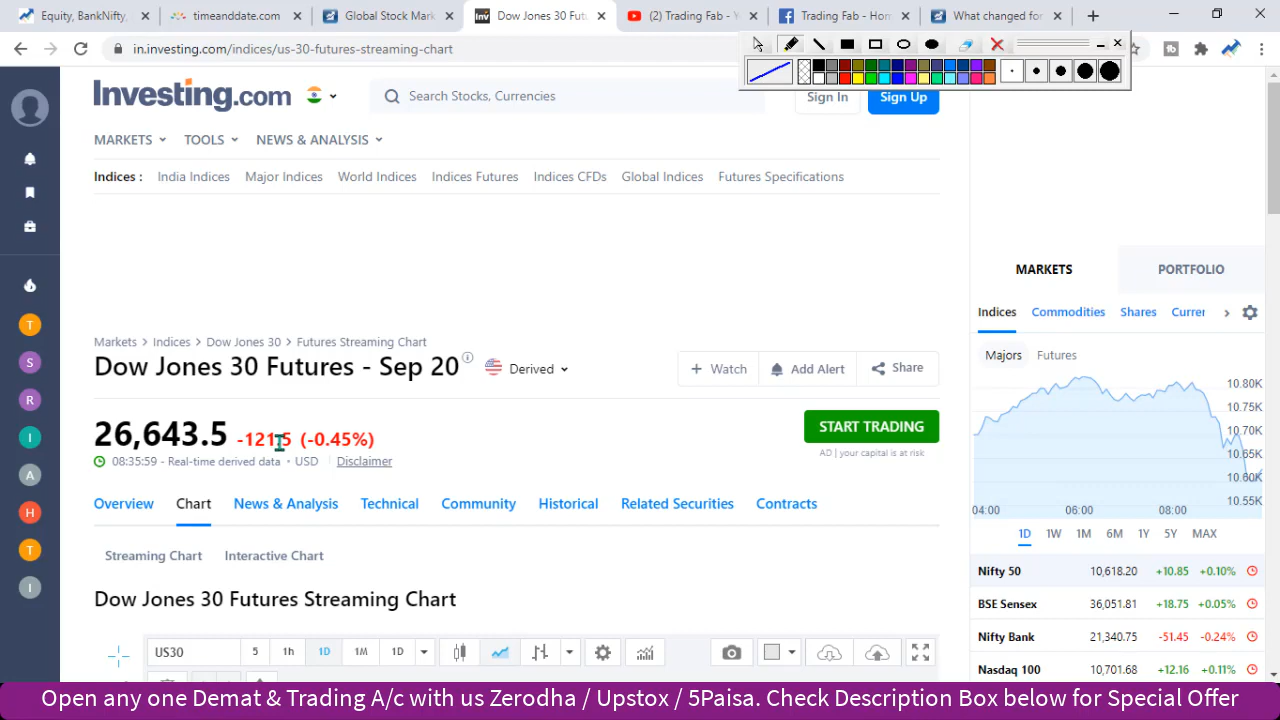 Equity, BankNifty,
timeanddate.com
Global Stock Mar
Dow Jones 30 Fut
(2) Trading Fab - Y
Trading Fab - Hom
What changed for
in.investing.com/indices/us-30-futures-streaming-chart
Investing.com
Search Stocks, Currencies
Sign In
Sign Up
MARKETS TOOLS NEWS & ANALYSIS
Indices : India Indices Major Indices World Indices Indices Futures Indices CFDs Global Indices Futures Specifications
Markets > Indices > Dow Jones 30 > Futures Streaming Chart
Dow Jones 30 Futures - Sep 20
Derived
+ Watch
Add Alert
Share
26,643.5 -121.5 (-0.45%)
08:35:59 - Real-time derived data • USD
Disclaimer
START TRADING
AD | your capital is at risk
Overview Chart News & Analysis Technical Community Historical Related Securities Contracts
Streaming Chart Interactive Chart
Dow Jones 30 Futures Streaming Chart
US30 5 1h 1D 1M 1D
MARKETS PORTFOLIO
Indices Commodities Shares Currer
Majors Futures
10.80K
10.75K
10.70K
10.65K
10.60K
10.55K
04:00 06:00 08:00
1D 1W 1M 6M 1Y 5Y MAX
Nifty 50 10,618.20 +10.85 +0.10%
BSE Sensex 36,051.81 +18.75 +0.05%
Nifty Bank 21,340.75 -51.45 -0.24%
Nasdaq 100 10,701.68 +12.16 +0.11%
T
S
R
I
A
H
T
I
Open any one Demat & Trading A/c with us Zerodha / Upstox / 5Paisa. Check Description Box below for Special Offer